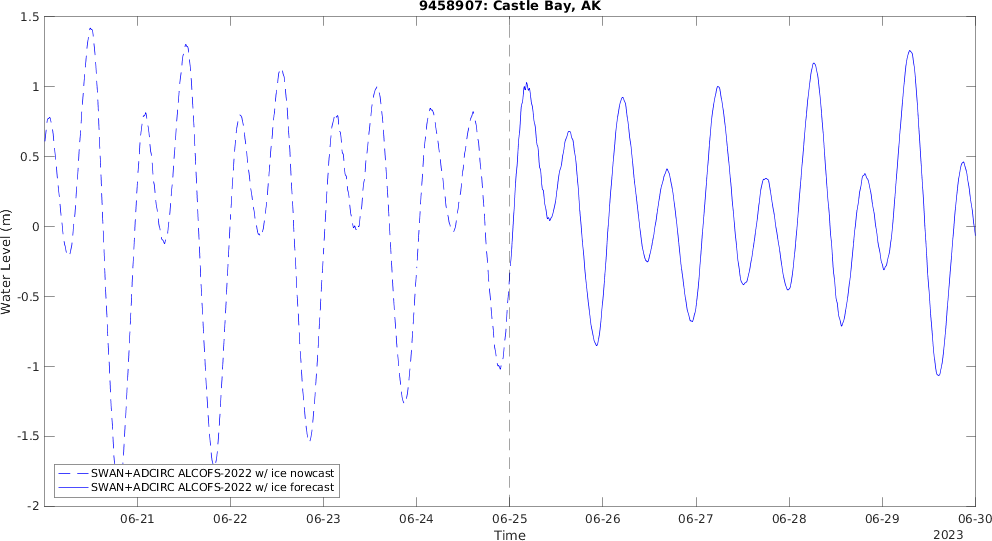 9458907: Castle Bay, AK
1.5
1
0.5
0
-0.5
-1
-1.5
-2
Water Level (m)
SWAN+ADCIRC ALCOFS-2022 w/ ice nowcast
SWAN+ADCIRC ALCOFS-2022 w/ ice forecast
06-21 06-22 06-23 06-24 06-25 06-26 06-27 06-28 06-29 06-30
Time
2023